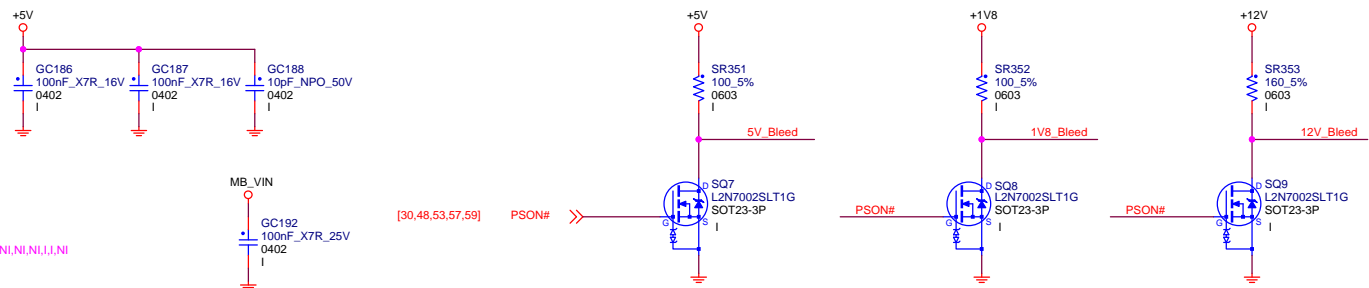 +5V
GC186
100nF_X7R_16V
0402
I
GC187
100nF_X7R_16V
0402
I
GC188
10pF_NPO_50V
0402
I
MB_VIN
GC192
100nF_X7R_25V
0402
I
NI,NI,NI,I,I,NI
[30,48,53,57,59]
PSON#
+5V
SR351
100_5%
0603
I
5V_Bleed
D
G
S
SQ7
L2N7002SLT1G
SOT23-3P
I
+1V8
SR352
100_5%
0603
I
1V8_Bleed
PSON#
D
G
S
SQ8
L2N7002SLT1G
SOT23-3P
I
+12V
SR353
160_5%
0603
I
12V_Bleed
PSON#
D
G
S
SQ9
L2N7002SLT1G
SOT23-3P
I